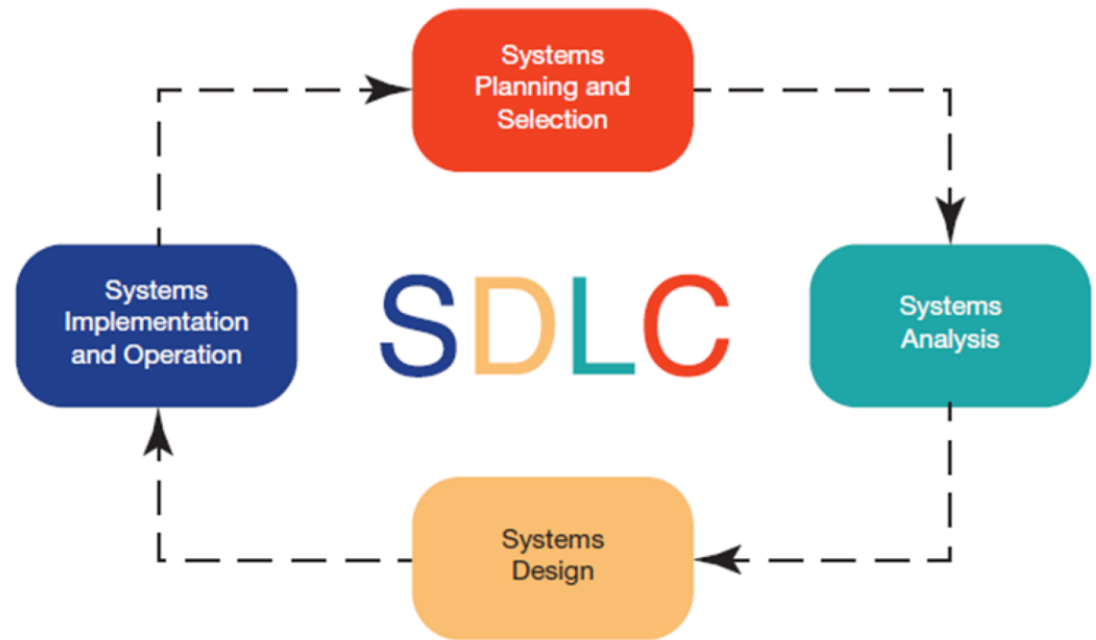 Systems
Planning and
Selection
Systems
Implementation
and Operation
SDLC
Systems
Analysis
Systems
Design